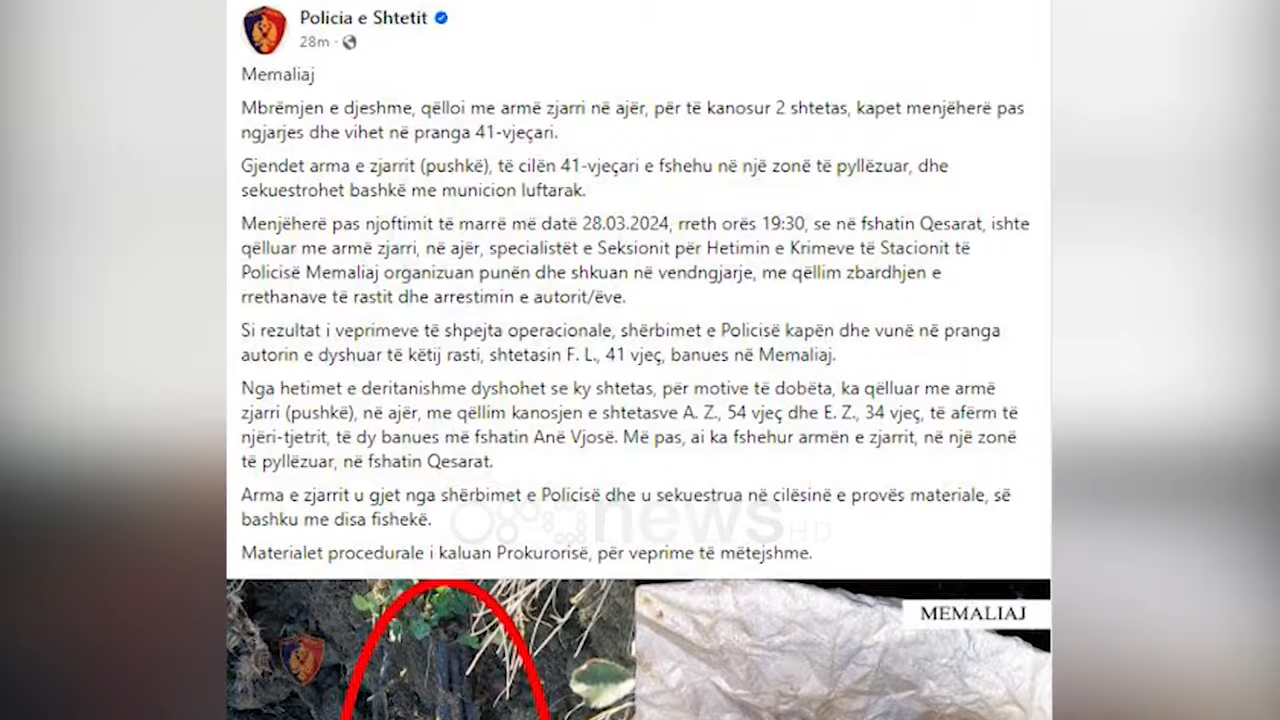 Policia e Shtetit
28m ·
Memaliaj
Mbrëmjen e djeshme, qëlloi me armë zjarri në ajër, për të kanosur 2 shtetas, kapet menjëherë pas
ngjarjes dhe vihet në pranga 41-vjeçari.
Gjendet arma e zjarrit (pushkë), të cilën 41-vjeçari e fshehu në një zonë të pyllëzuar, dhe
sekuestrohet bashkë me municion luftarak.
Menjëherë pas njoftimit të marrë më datë 28.03.2024, rreth orës 19:30, se në fshatin Qesarat, ishte
qëlluar me armë zjarri, në ajër, specialistët e Seksionit për Hetimin e Krimeve të Stacionit të
Policisë Memaliaj organizuan punën dhe shkuan në vendngjarje, me qëllim zbardhjen e
rrethanave të rastit dhe arrestimin e autorit/ëve.
Si rezultat i veprimeve të shpejta operacionale, shërbimet e Policisë kapën dhe vunë në pranga
autorin e dyshuar të këtij rasti, shtetasin F. L., 41 vjeç, banues në Memaliaj.
Nga hetimet e deritanishme dyshohet se ky shtetas, për motive të dobëta, ka qëlluar me armë
zjarri (pushkë), në ajër, me qëllim kanosjen e shtetasve A. Z., 54 vjeç dhe E. Z., 34 vjeç, të afërm të
njëri-tjetrit, të dy banues më fshatin Anë Vjosë. Më pas, ai ka fshehur armën e zjarrit, në një zonë
të pyllëzuar, në fshatin Qesarat.
Arma e zjarrit u gjet nga shërbimet e Policisë dhe u sekuestrua në cilësinë e provës materiale, së
bashku me disa fishekë.
Materialet procedurale i kaluan Prokurorisë, për veprime të mëtejshme.
news HD
MEMALIAJ